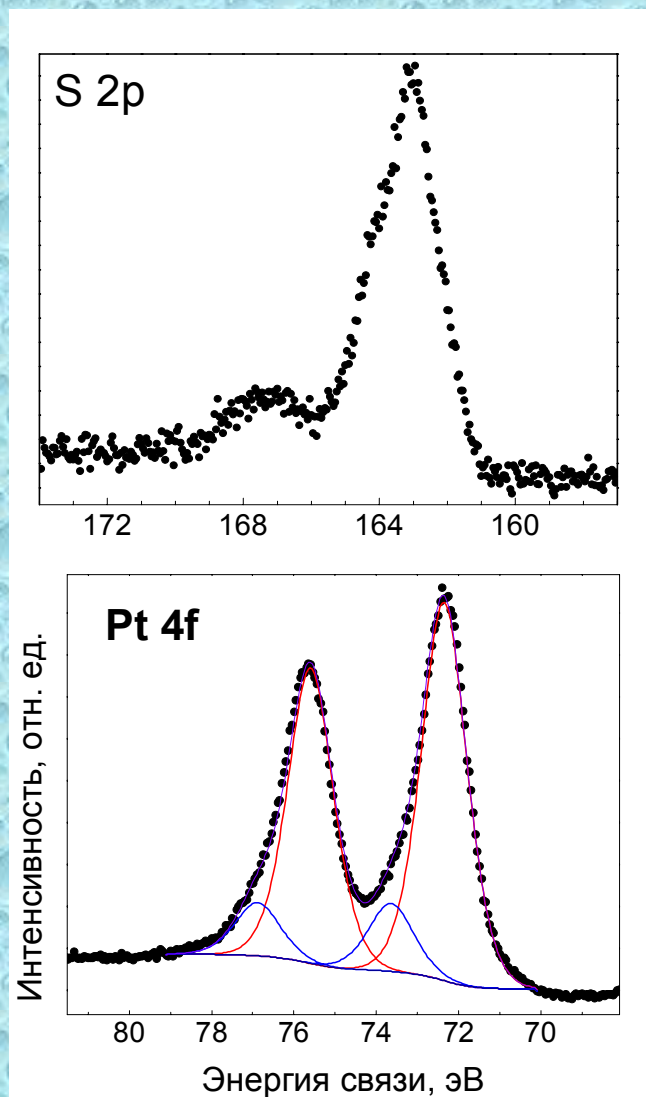 S 2p
172 168 164 160
Pt 4f
Интенсивность, отн. ед.
80 78 76 74 72 70
Энергия связи, эВ